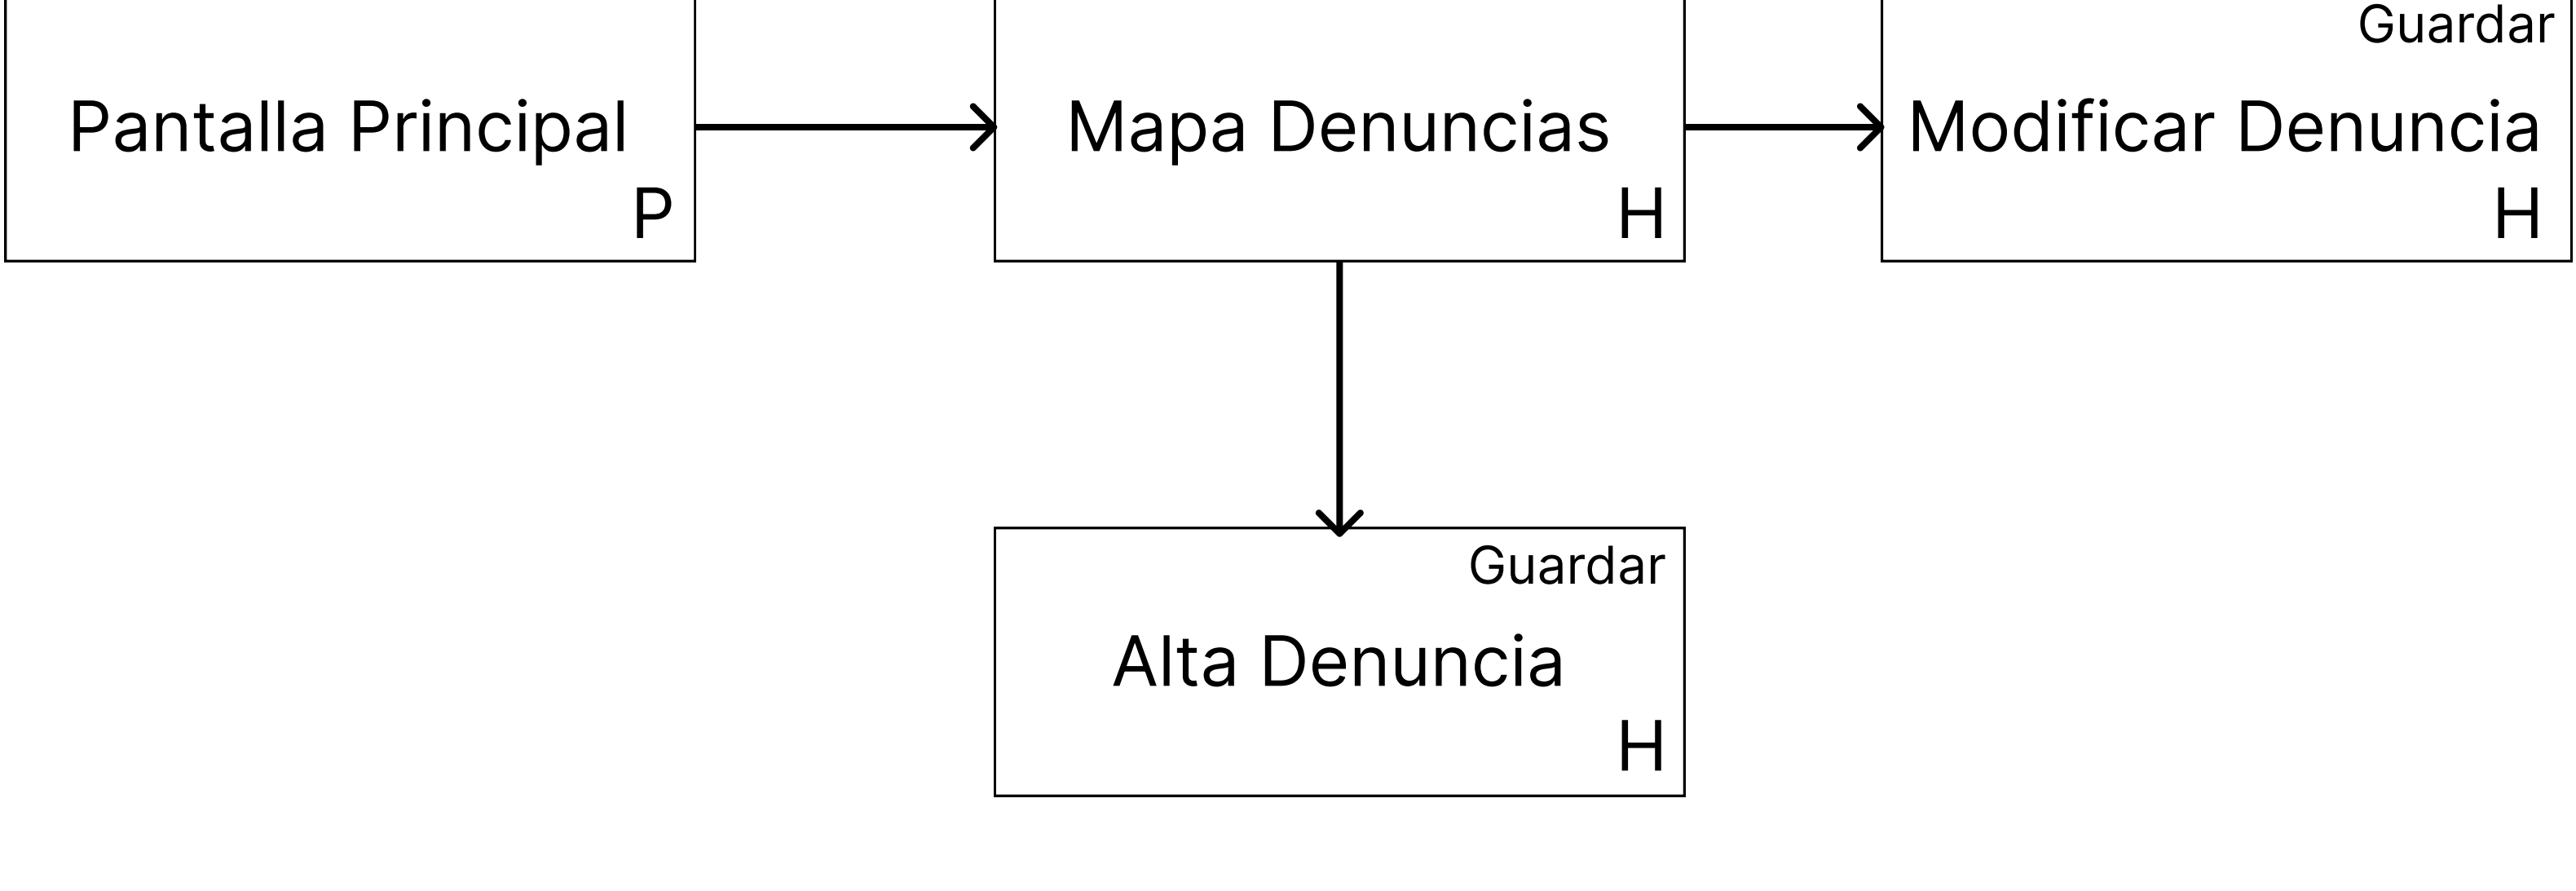 Guardar
Pantalla Principal
Mapa Denuncias
Modificar Denuncia
P
H
H
Guardar
Alta Denuncia
H